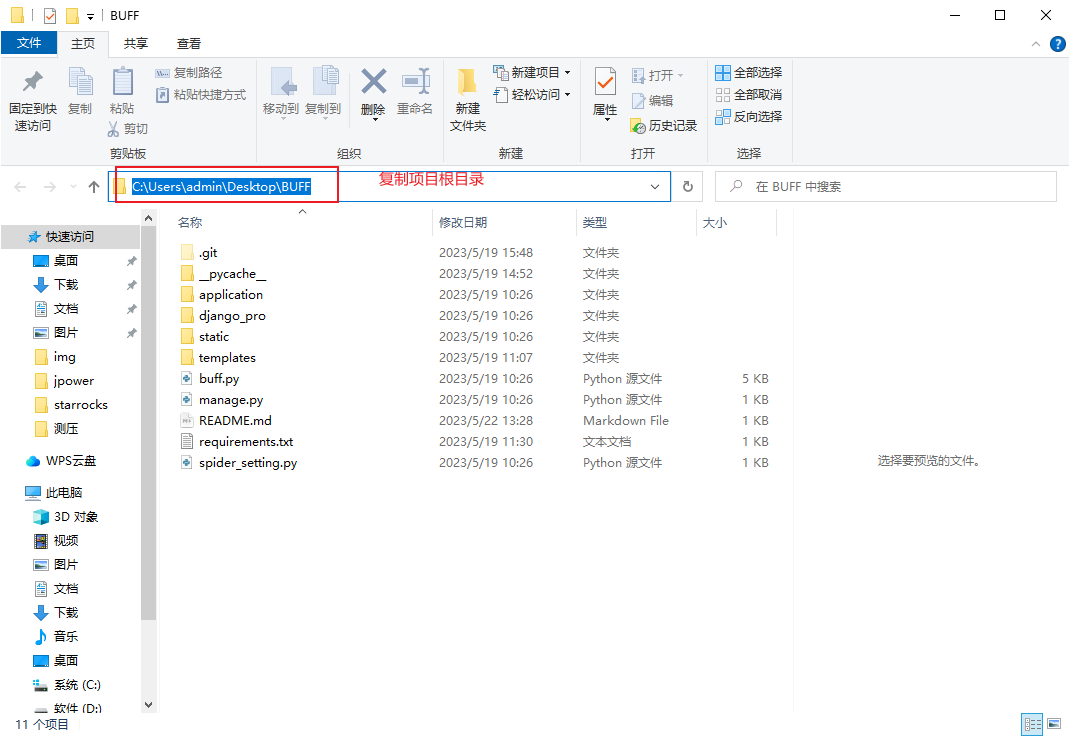 BUFF
文件 主页 共享 查看
固定到快速访问
复制
粘贴
复制路径
粘贴快捷方式
剪切
剪贴板
移动到
复制到
删除
重命名
组织
新建文件夹
新建项目
轻松访问
新建
属性
打开
编辑
历史记录
打开
全部选择
全部取消
反向选择
选择
C:\Users\admin\Desktop\BUFF
复制项目根目录
在 BUFF 中搜索
快速访问
桌面
下载
文档
图片
img
jpower
starrocks
测压
WPS云盘
此电脑
3D 对象
视频
图片
文档
下载
音乐
桌面
系统 (C:)
软件 (D:)
名称 修改日期 类型 大小
.git 2023/5/19 15:48 文件夹
__pycache__ 2023/5/19 14:52 文件夹
application 2023/5/19 10:26 文件夹
django_pro 2023/5/19 10:26 文件夹
static 2023/5/19 10:26 文件夹
templates 2023/5/19 11:07 文件夹
buff.py 2023/5/19 10:26 Python 源文件 5 KB
manage.py 2023/5/19 10:26 Python 源文件 1 KB
README.md 2023/5/22 13:28 Markdown File 1 KB
requirements.txt 2023/5/19 11:30 文本文档 1 KB
spider_setting.py 2023/5/19 10:26 Python 源文件 1 KB
选择要预览的文件。
11 个项目